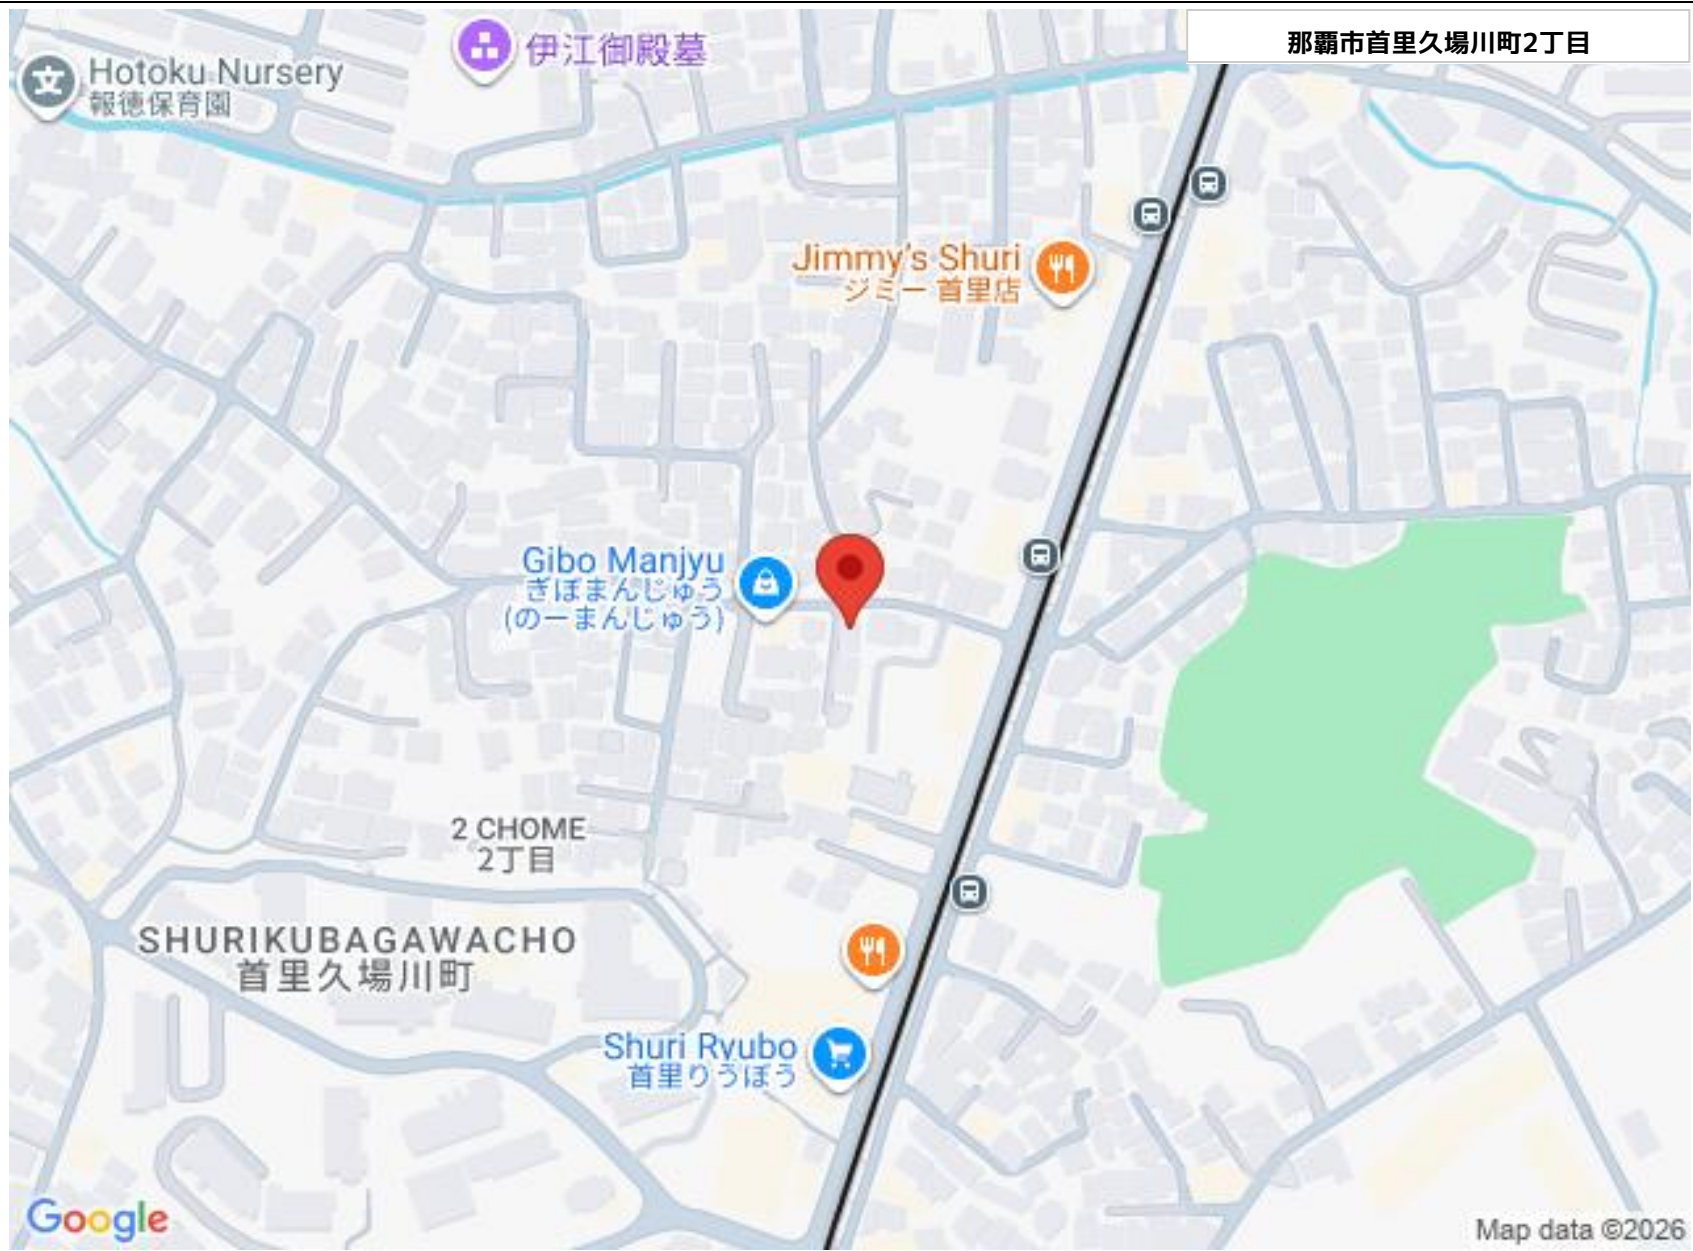 那覇市首里久場川町2丁目
伊江御殿墓
Hotoku Nursery
報徳保育園
Jimmy's Shuri
ジミー 首里店
Gibo Manjyu
ぎぼまんじゅう
(のーまんじゅう)
2 CHOME
2丁目
SHURIKUBAGAWACHO
首里久場川町
Shuri Ryubo
首里りうぼう
Google
Map data ©2026